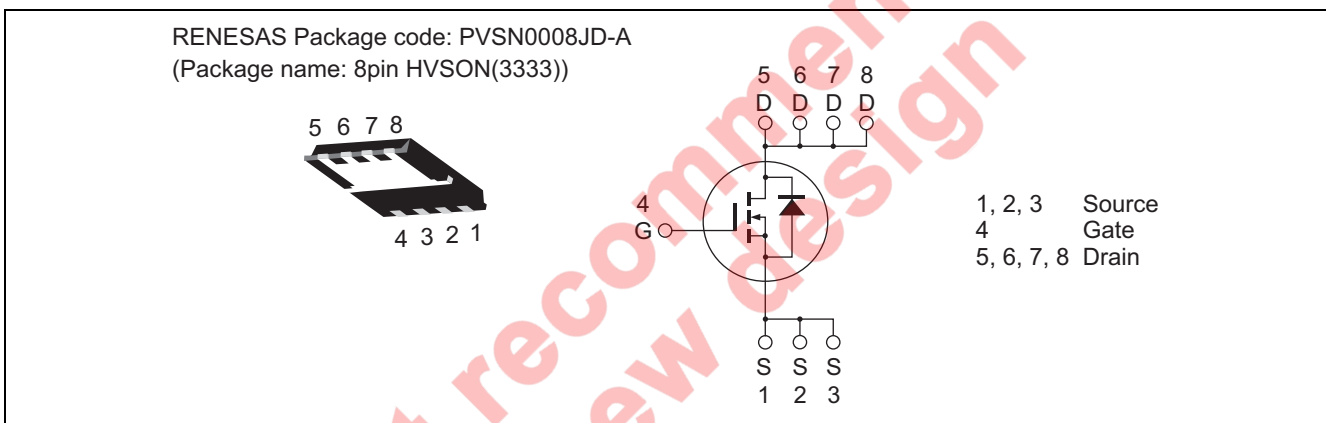 RENESAS Package code: PVSN0008JD-A
(Package name: 8pin HVSON(3333))
5 6 7 8
4 3 2 1
5 6 7 8
D D D D
4
G
S S S
1 2 3
1, 2, 3 Source
4 Gate
5, 6, 7, 8 Drain
design